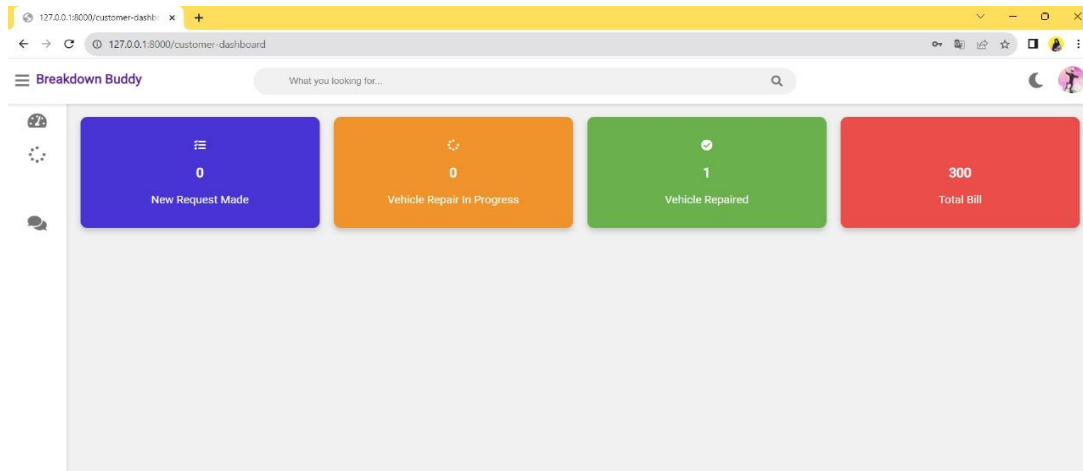 127.0.0.1:8000/customer-dashb
127.0.0.1:8000/customer-dashboard
Breakdown Buddy
What you looking for...
0
New Request Made
0
Vehicle Repair In Progress
1
Vehicle Repaired
300
Total Bill